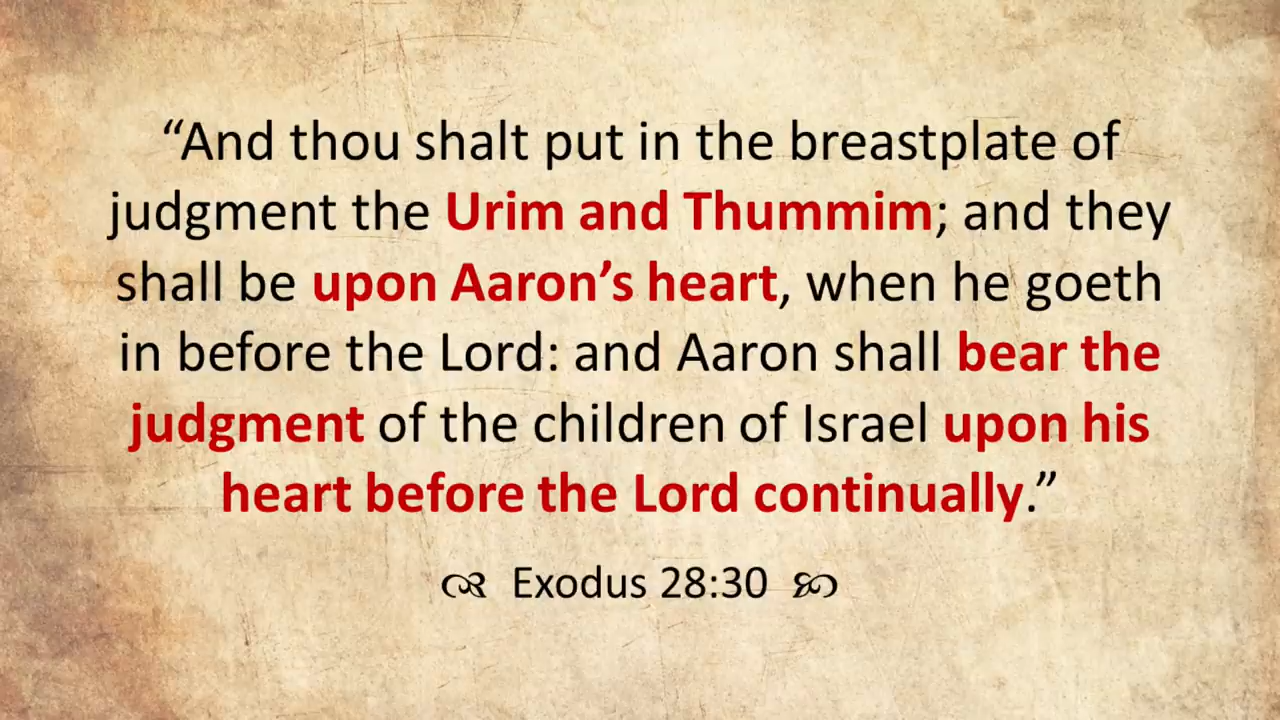 “And thou shalt put in the breastplate of
judgment the Urim and Thummim; and they
shall be upon Aaron’s heart, when he goeth
in before the Lord: and Aaron shall bear the
judgment of the children of Israel upon his
heart before the Lord continually.”
Exodus 28:30